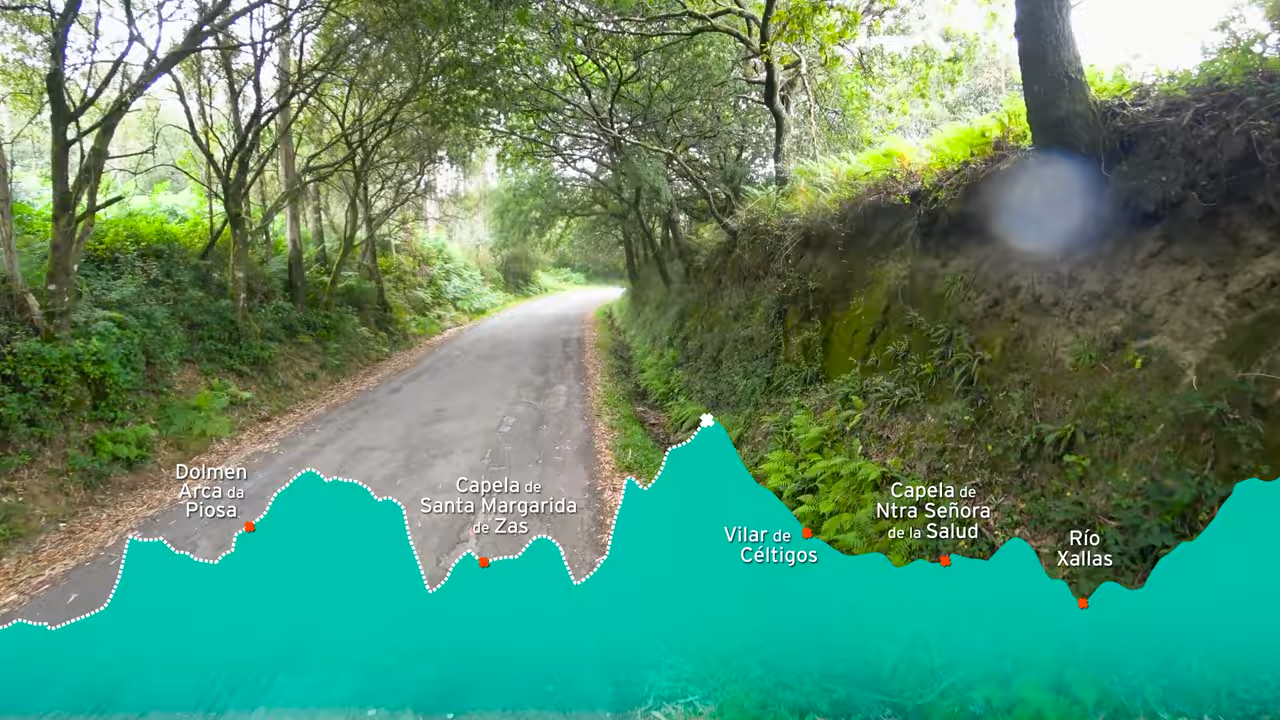 Dolmen
Arca da
Piosa
Capela de
Santa Margarida
de Zas
Vilar de
Céltigos
Capela de
Ntra Señora
de la Salud
Río
Xallas